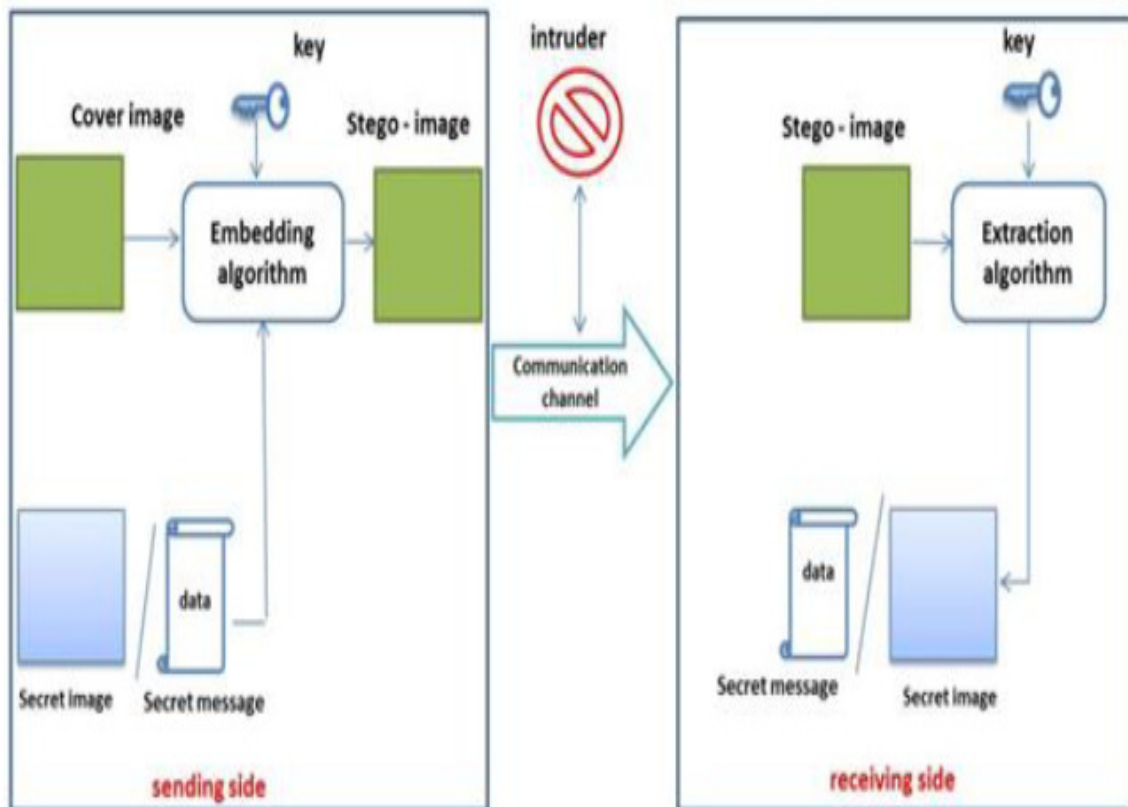 key
Cover image
Stego - image
Embedding
algorithm
data
Secret image
Secret message
sending side
intruder
Communication
channel
key
Stego - image
Extraction
algorithm
data
Secret message
Secret image
receiving side